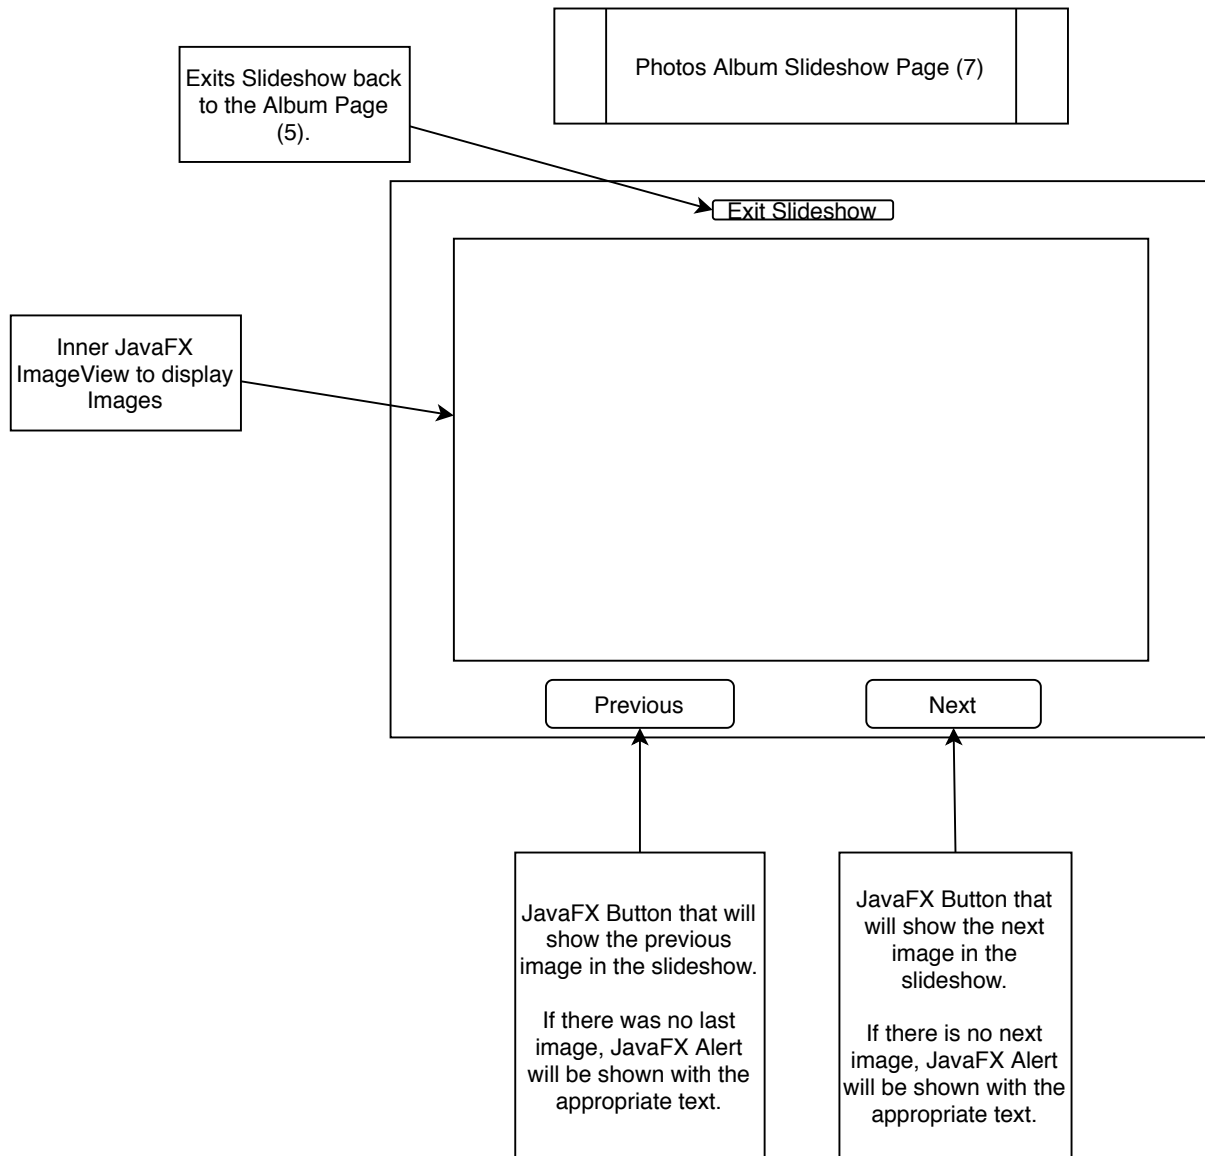 Photos Album Slideshow Page (7)
Exits Slideshow back
to the Album Page
(5).
Exit Slideshow
Inner JavaFX
ImageView to display
Images
Previous
Next
JavaFX Button that will
show the previous
image in the slideshow.
If there was no last
image, JavaFX Alert
will be shown with the
appropriate text.
JavaFX Button that
will show the next
image in the
slideshow.
If there is no next
image, JavaFX Alert
will be shown with the
appropriate text.